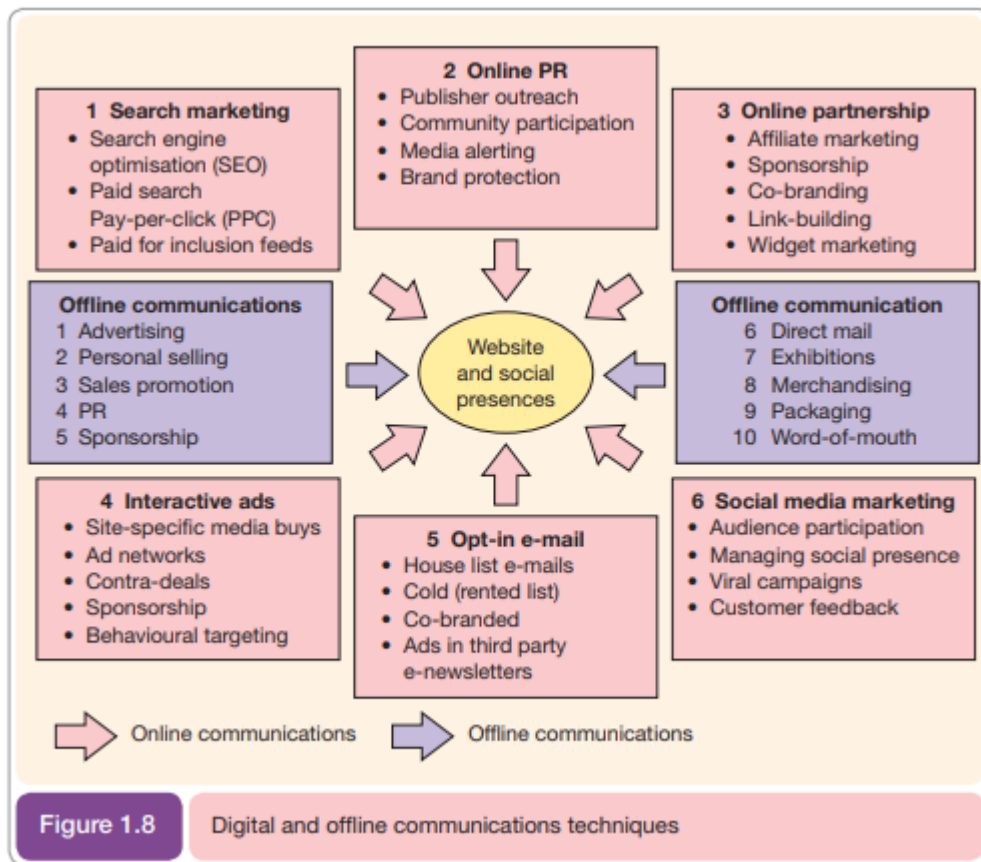 1 Search marketing
• Search engine
optimisation (SEO)
• Paid search
Pay-per-click (PPC)
• Paid for inclusion feeds
2 Online PR
• Publisher outreach
• Community participation
• Media alerting
• Brand protection
3 Online partnership
• Affiliate marketing
• Sponsorship
• Co-branding
• Link-building
• Widget marketing
Offline communications
1 Advertising
2 Personal selling
3 Sales promotion
4 PR
5 Sponsorship
Website
and social
presences
Offline communication
6 Direct mail
7 Exhibitions
8 Merchandising
9 Packaging
10 Word-of-mouth
4 Interactive ads
• Site-specific media buys
• Ad networks
• Contra-deals
• Sponsorship
• Behavioural targeting
5 Opt-in e-mail
• House list e-mails
• Cold (rented list)
• Co-branded
• Ads in third party
e-newsletters
6 Social media marketing
• Audience participation
• Managing social presence
• Viral campaigns
• Customer feedback
Online communications
Offline communications
Figure 1.8
Digital and offline communications techniques